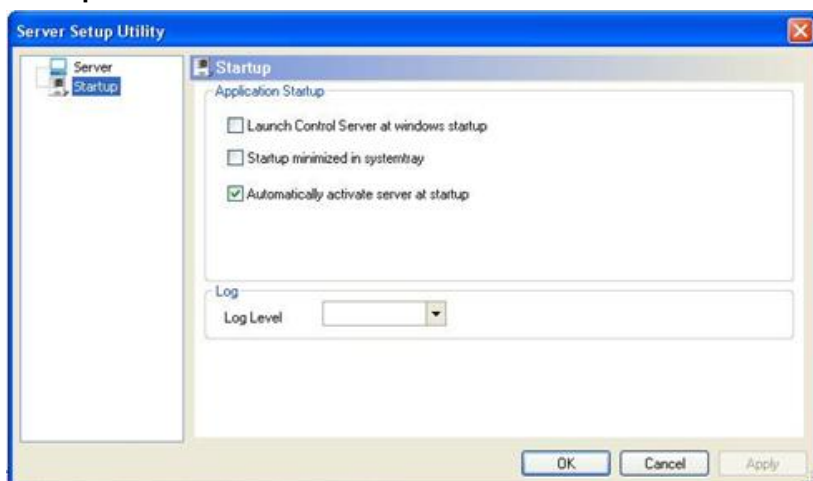 Server Setup Utility
Server
Startup
Startup
Application Startup
Launch Control Server at windows startup
Startup minimized in systemtray
Automatically activate server at startup
Log
Log Level
OK
Cancel
Apply